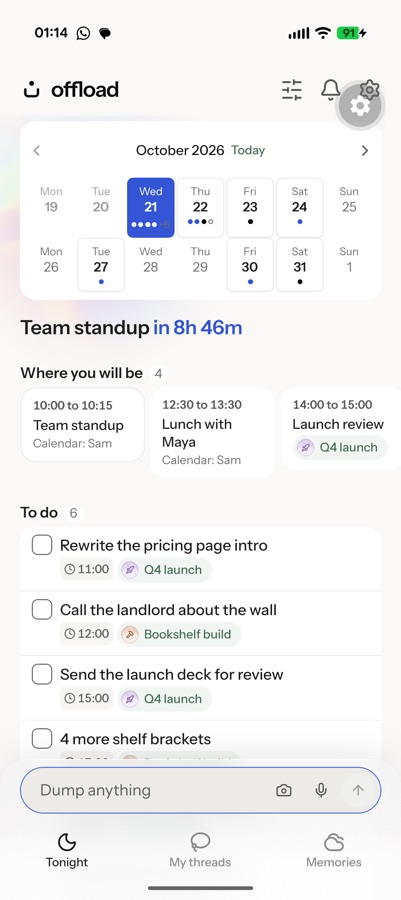 01:14
91
offload
October 2026 Today
Mon Tue Wed Thu Fri Sat Sun
19 20 21 22 23 24 25
Mon Tue Wed Thu Fri Sat Sun
26 27 28 29 30 31 1
Team standup in 8h 46m
Where you will be 4
10:00 to 10:15
Team standup
Calendar: Sam
12:30 to 13:30
Lunch with
Maya
Calendar: Sam
14:00 to 15:00
Launch review
Q4 launch
To do 6
Rewrite the pricing page intro
11:00 Q4 launch
Call the landlord about the wall
12:00 Bookshelf build
Send the launch deck for review
15:00 Q4 launch
4 more shelf brackets
Dump anything
Tonight My threads Memories